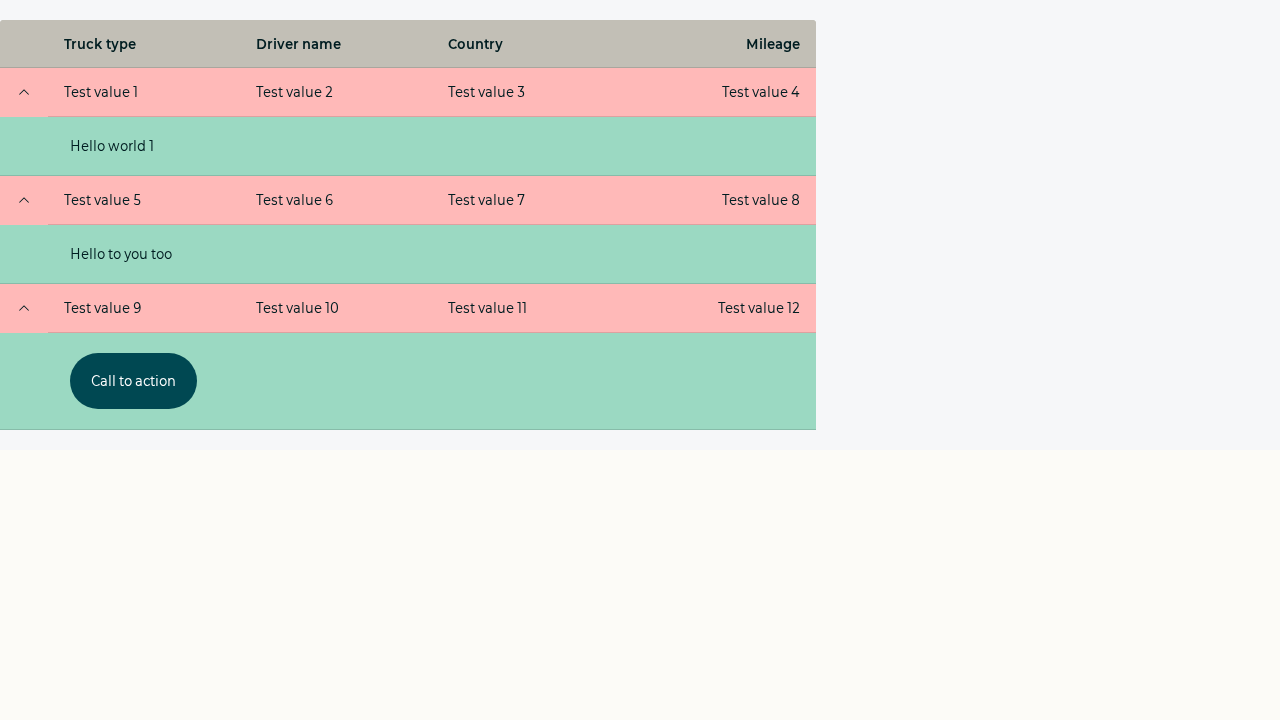 Truck type Driver name Country Mileage
Test value 1 Test value 2 Test value 3 Test value 4
Hello world 1
Test value 5 Test value 6 Test value 7 Test value 8
Hello to you too
Test value 9 Test value 10 Test value 11 Test value 12
Call to action